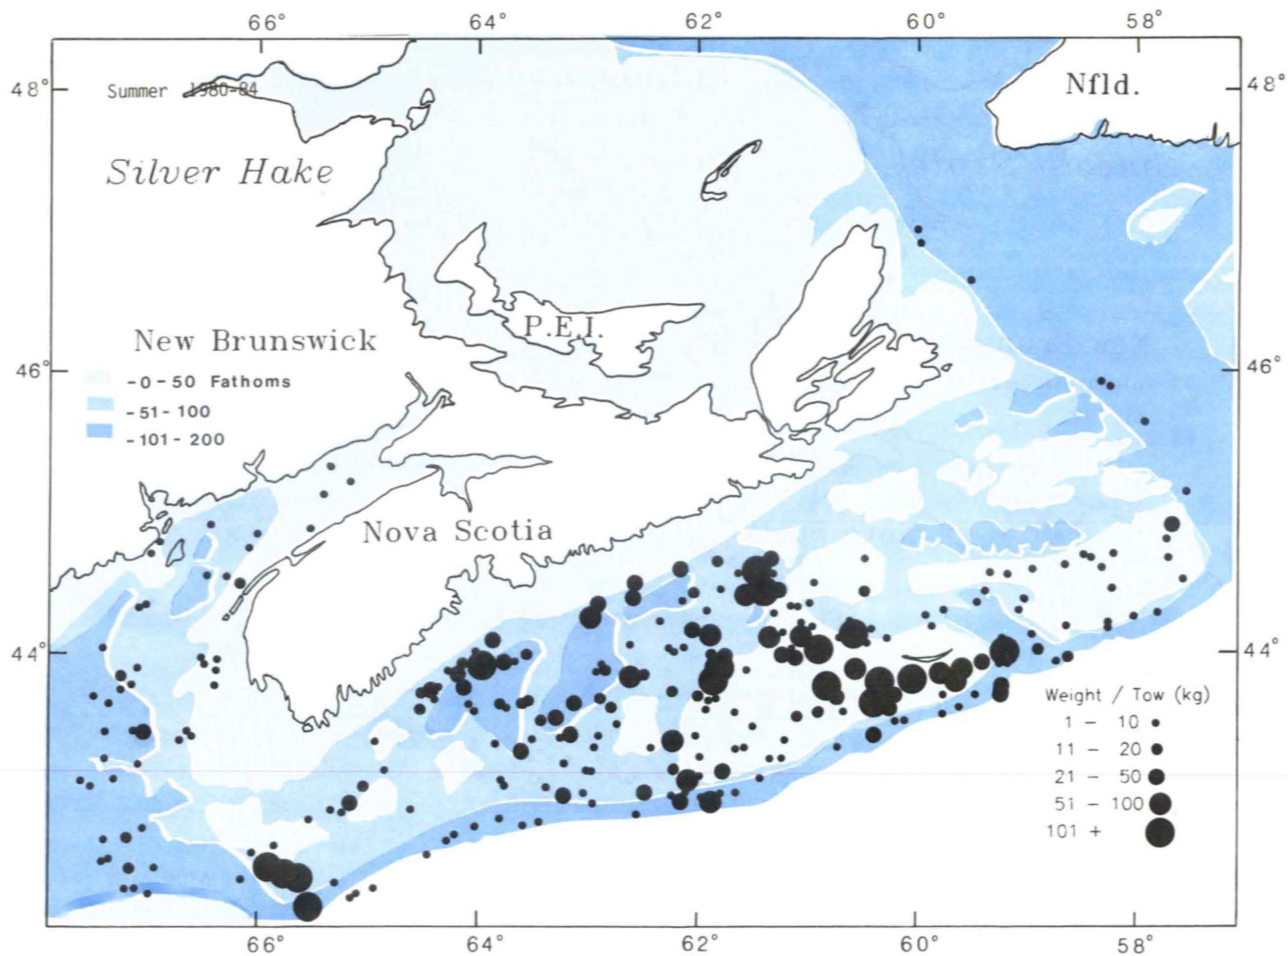 66° 64° 62° 60° 58°
48° 48°
Summer 1980-84
Nfld.
Silver Hake
P.E.I.
New Brunswick
46° 46°
-0-50 Fathoms
-51-100
-101-200
Nova Scotia
44° 44°
Weight / Tow (kg)
1 - 10
11 - 20
21 - 50
51 - 100
101 +
66° 64° 62° 60° 58°